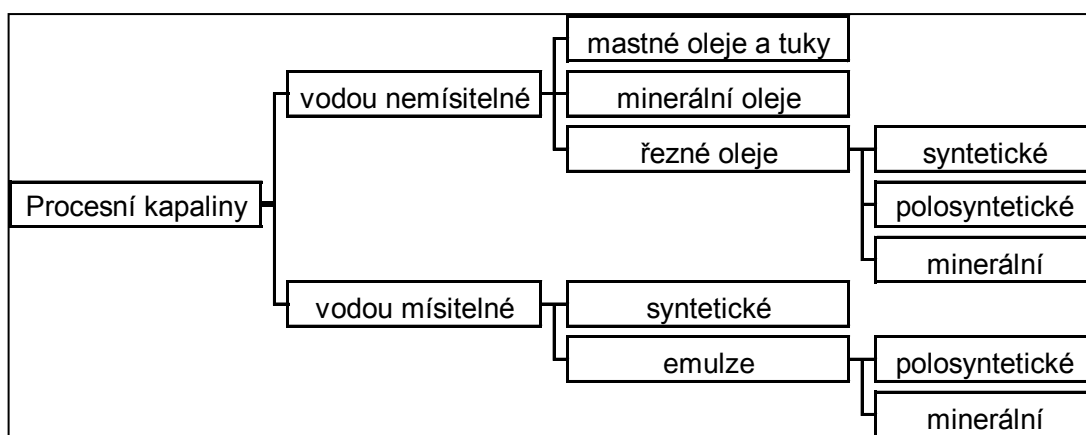 mastné oleje a tuky
vodou nemísitelné
minerální oleje
řezné oleje
syntetické
Procesní kapaliny
polosyntetické
minerální
vodou mísitelné
syntetické
emulze
polosyntetické
minerální